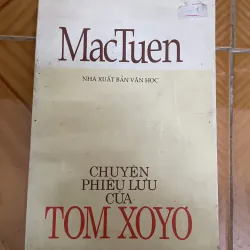 MacTuen
NHÀ XUẤT BẢN VĂN HỌC
CHUYỆN
PHIÊU LƯU
CỦA
TOM XOYƠ